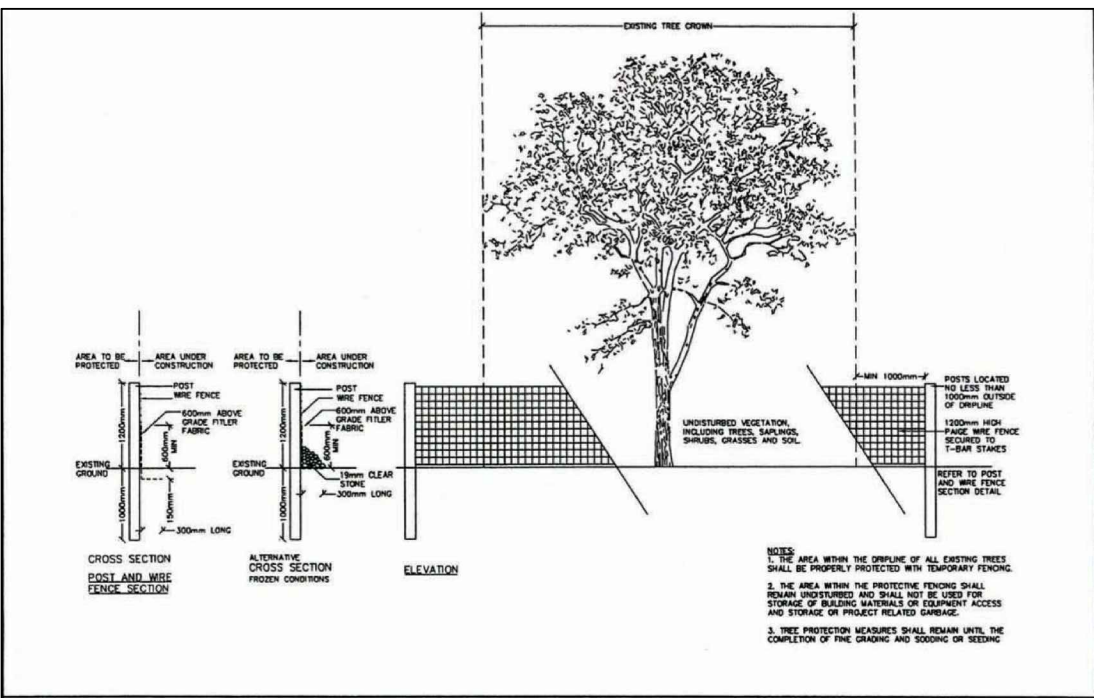 EXISTING TREE CROWN
AREA TO BE
PROTECTED
AREA UNDER
CONSTRUCTION
POST
WIRE FENCE
600mm ABOVE
GRADE FITLER
FABRIC
1200mm
600mm
MIN
EXISTING
GROUND
1000mm
150mm
300mm LONG
CROSS SECTION
POST AND WIRE
FENCE SECTION
AREA TO BE
PROTECTED
AREA UNDER
CONSTRUCTION
POST
WIRE FENCE
600mm ABOVE
GRADE FITLER
FABRIC
1200mm
600mm
MIN
EXISTING
GROUND
19mm CLEAR
STONE
300mm LONG
1000mm
ALTERNATIVE
CROSS SECTION
FROZEN CONDITIONS
ELEVATION
UNDISTURBED VEGETATION,
INCLUDING TREES, SAPLINGS,
SHRUBS, GRASSES AND SOIL.
MIN 1000mm
POSTS LOCATED
NO LESS THAN
1000mm OUTSIDE
OF DRIPLINE
1200mm HIGH
PAIGE WIRE FENCE
SECURED TO
T-BAR STAKES
REFER TO POST
AND WIRE FENCE
SECTION DETAIL
NOTES:
1. THE AREA WITHIN THE DRIPLINE OF ALL EXISTING TREES
SHALL BE PROPERLY PROTECTED WITH TEMPORARY FENCING.
2. THE AREA WITHIN THE PROTECTIVE FENCING SHALL
REMAIN UNDISTURBED AND SHALL NOT BE USED FOR
STORAGE OF BUILDING MATERIALS OR EQUIPMENT ACCESS
AND STORAGE OR PROJECT RELATED GARBAGE.
3. TREE PROTECTION MEASURES SHALL REMAIN UNTIL THE
COMPLETION OF FINE GRADING AND SODDING OR SEEDING